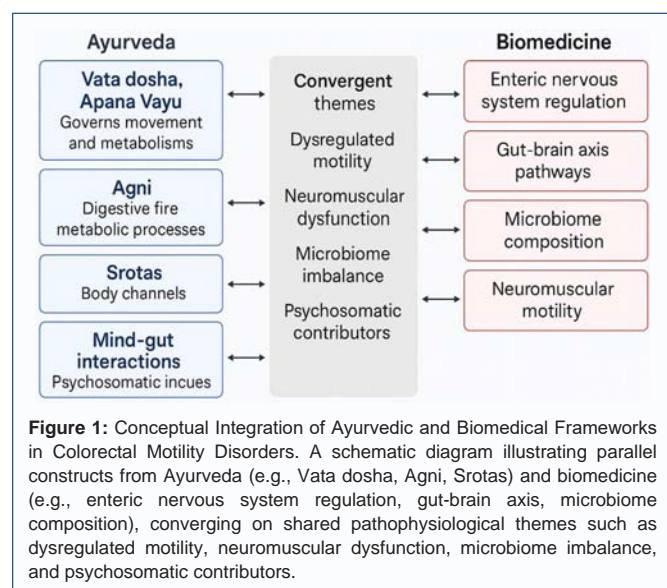 Ayurveda
Vata dosha,
Apana Vayu
Governs movement
and metabolisms
Agni
Digestive fire
metabolic processes
Srotas
Body channels
Mind-gut
interactions
Psychosomatic incues
Convergent
themes
Dysregulated
motility
Neuromuscular
dysfunction
Microbiome
imbalance
Psychosomatic
contributors
Biomedicine
Enteric nervous
system regulation
Gut-brain axis
pathways
Microbiome
composition
Neuromuscular
motility
Figure 1: Conceptual Integration of Ayurvedic and Biomedical Frameworks
in Colorectal Motility Disorders. A schematic diagram illustrating parallel
constructs from Ayurveda (e.g., Vata dosha, Agni, Srotas) and biomedicine
(e.g., enteric nervous system regulation, gut-brain axis, microbiome
composition), converging on shared pathophysiological themes such as
dysregulated motility, neuromuscular dysfunction, microbiome imbalance,
and psychosomatic contributors.